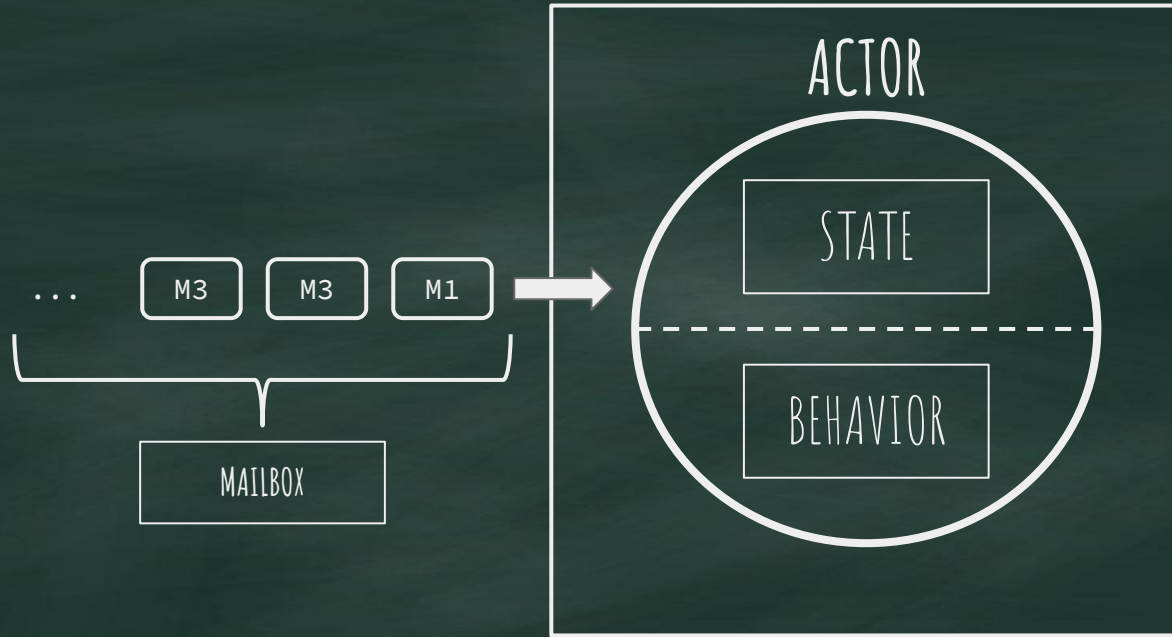 ACTOR
STATE
... M3 M3 M1
BEHAVIOR
MAILBOX